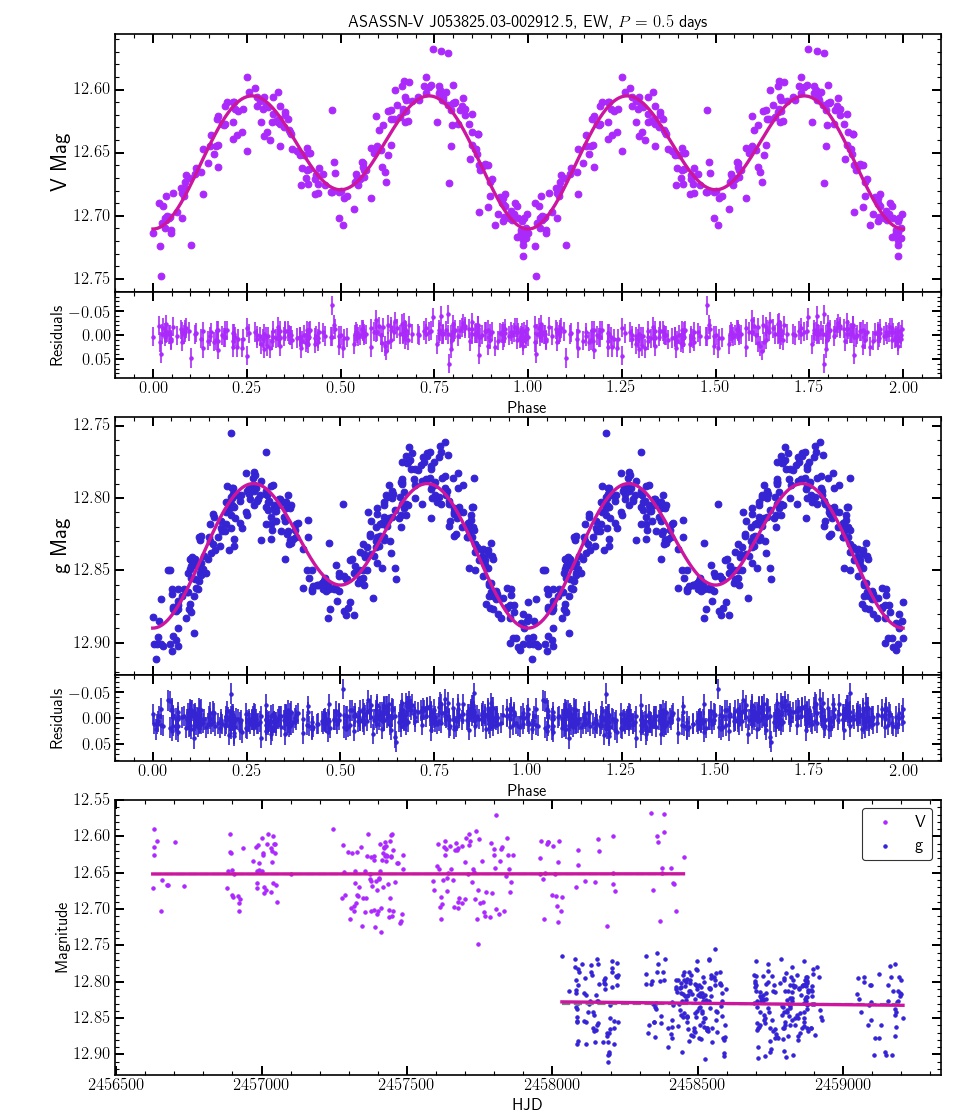 ASASSN-V J053825.03-002912.5, EW, P = 0.5 days
12.60
12.65
12.70
12.75
V Mag
−0.05
0.00
0.05
Residuals
0.00 0.25 0.50 0.75 1.00 1.25 1.50 1.75 2.00
Phase
12.75
12.80
12.85
12.90
g Mag
−0.05
0.00
0.05
Residuals
0.00 0.25 0.50 0.75 1.00 1.25 1.50 1.75 2.00
Phase
12.55
12.60
12.65
12.70
12.75
12.80
12.85
12.90
Magnitude
V
g
2456500 2457000 2457500 2458000 2458500 2459000
HJD